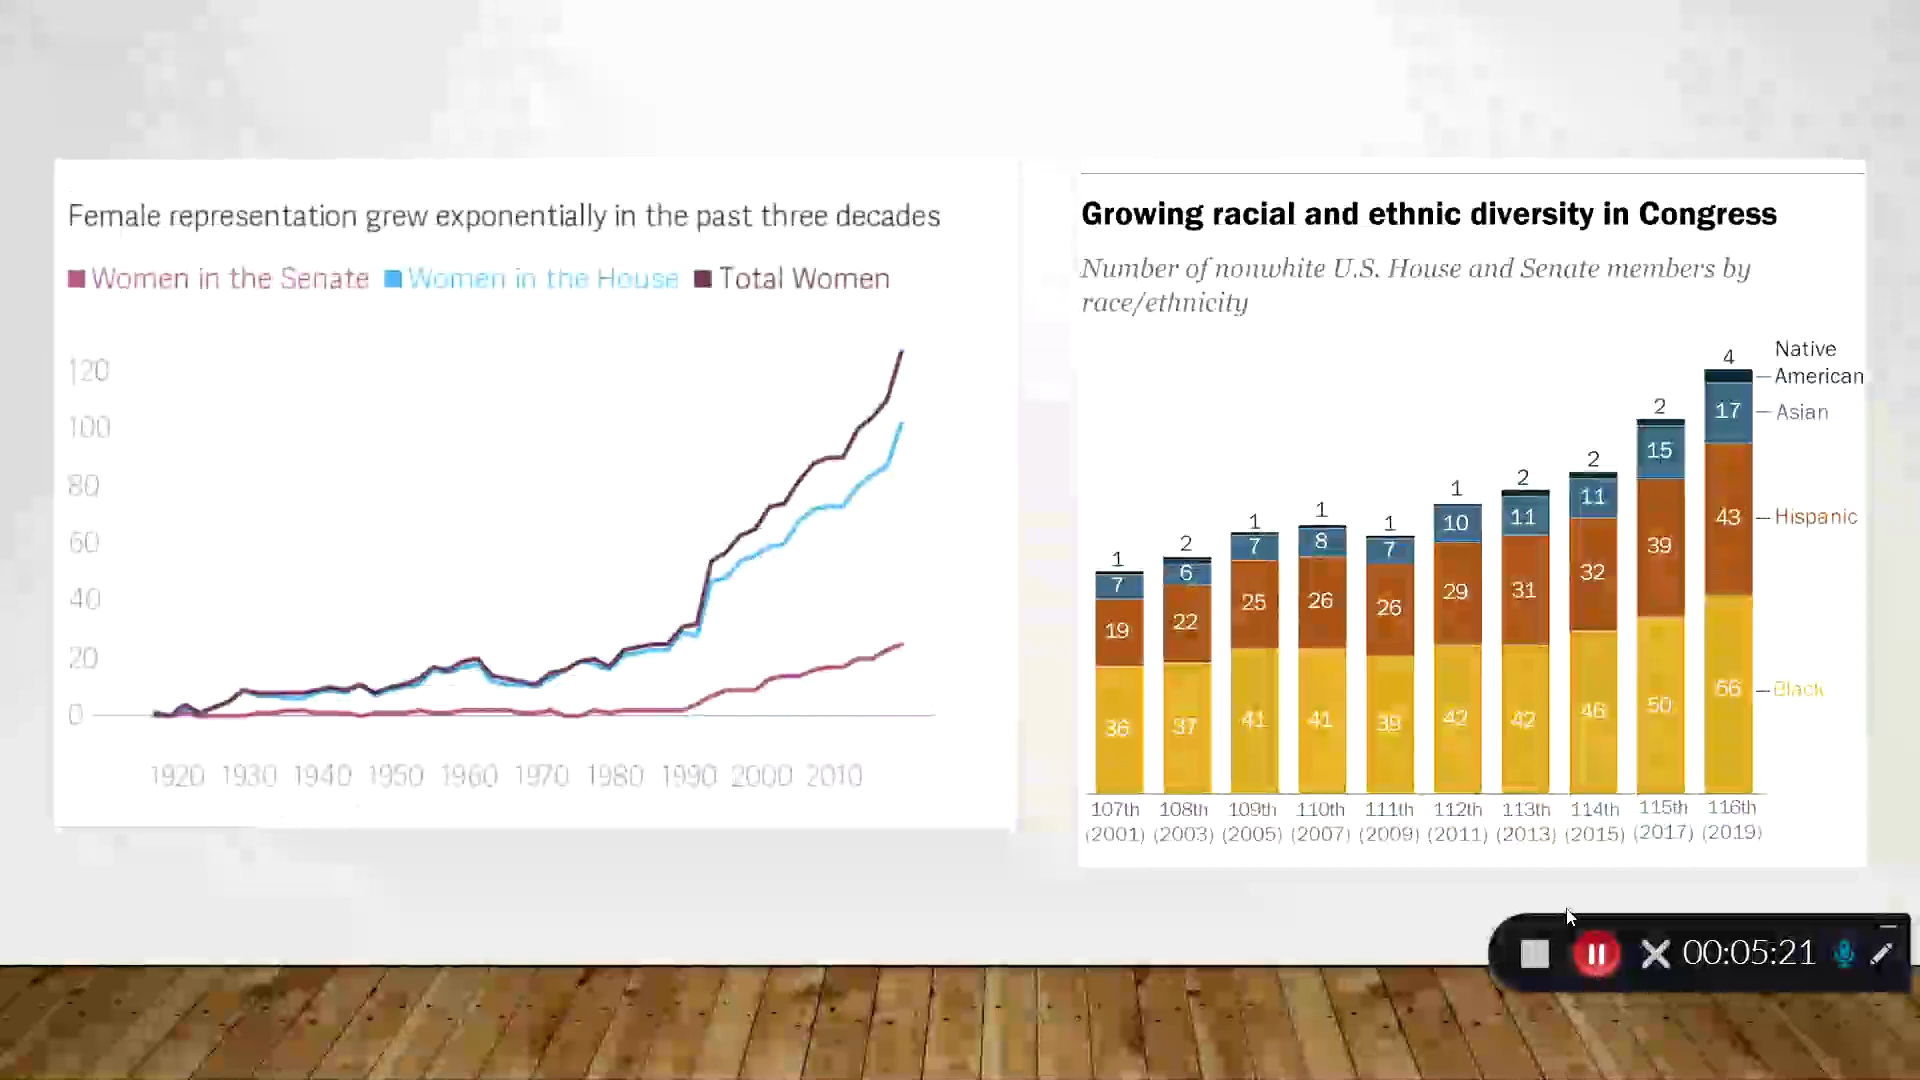 Female representation grew exponentially in the past three decades
Women in the Senate Women in the House Total Women
120
100
80
60
40
20
0
1920 1930 1940 1950 1960 1970 1980 1990 2000 2010
Growing racial and ethnic diversity in Congress
Number of nonwhite U.S. House and Senate members by
race/ethnicity
Native
American
Asian
Hispanic
Black
1 2 1 1 1 1 2 2 2 4
7 6 7 8 7 10 11 11 15 17
19 22 25 26 26 29 31 32 39 43
36 37 41 41 39 42 42 46 50
107th 108th 109th 110th 111th 112th 113th 114th 115th 116th
(2001) (2003) (2005) (2007) (2009) (2011) (2013) (2015) (2017) (2019)
00:05:21